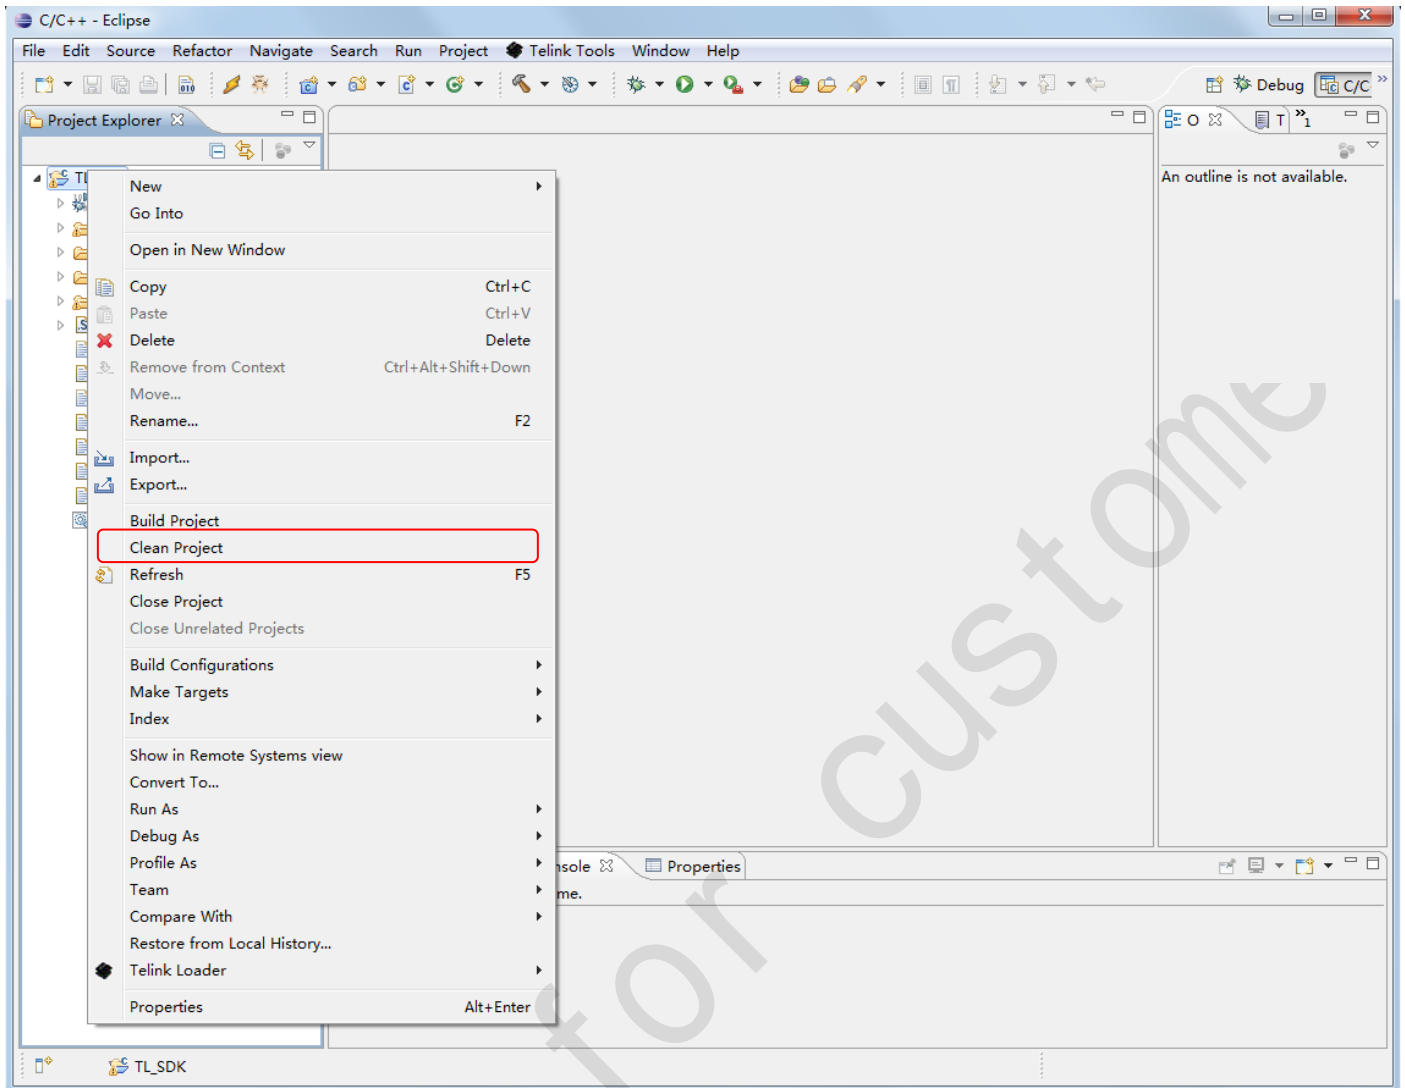 C/C++ - Eclipse
File Edit Source Refactor Navigate Search Run Project Telink Tools Window Help
Debug C/C
Project Explorer
O T 1
An outline is not available.
TL
New
Go Into
Open in New Window
Copy Ctrl+C
Paste Ctrl+V
.S
Delete Delete
Remove from Context Ctrl+Alt+Shift+Down
Move...
Rename... F2
Import...
Export...
Build Project
Clean Project
Refresh F5
Close Project
Close Unrelated Projects
Build Configurations
Make Targets
Index
Show in Remote Systems view
Convert To...
Run As
Debug As
Profile As
Team
Compare With
Restore from Local History...
Telink Loader
Properties Alt+Enter
nsole Properties
me.
TL_SDK
for custome